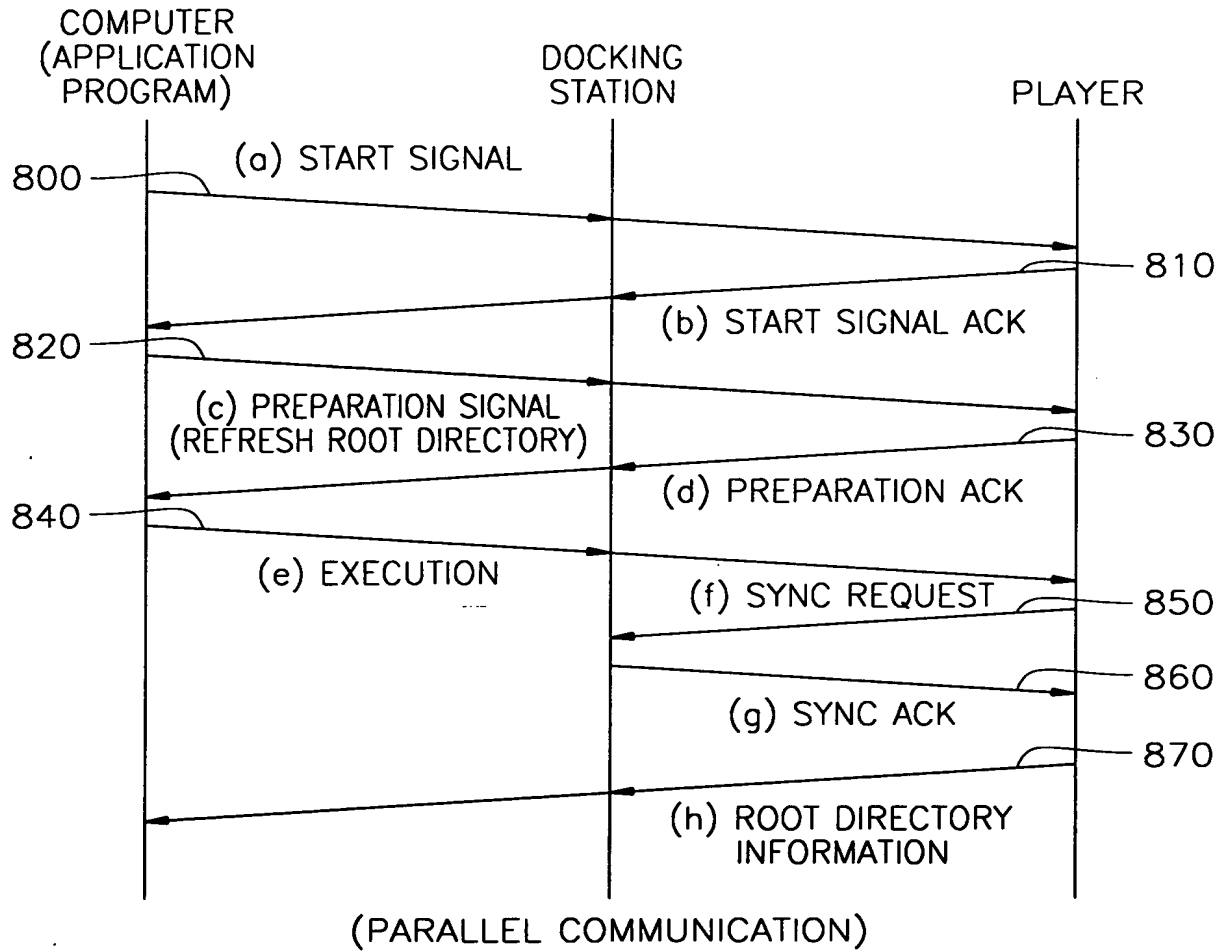 COMPUTER
(APPLICATION
PROGRAM)
DOCKING
STATION
PLAYER
(a) START SIGNAL
800
810
(b) START SIGNAL ACK
820
(c) PREPARATION SIGNAL
(REFRESH ROOT DIRECTORY)
830
(d) PREPARATION ACK
840
(e) EXECUTION
(f) SYNC REQUEST
850
860
(g) SYNC ACK
870
(h) ROOT DIRECTORY
INFORMATION
(PARALLEL COMMUNICATION)